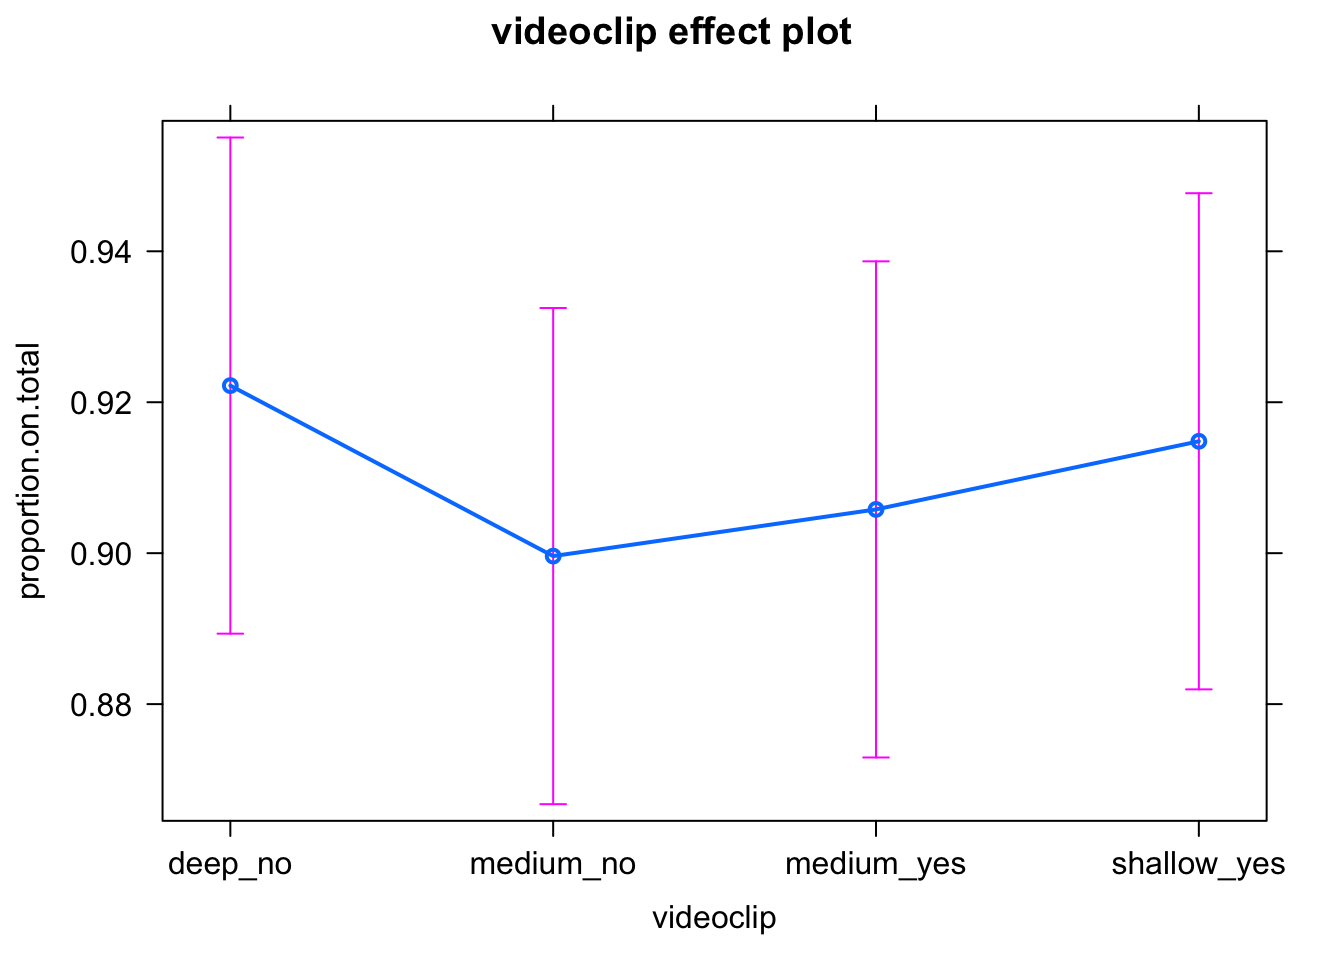 videoclip effect plot
proportion.on.total
0.94
0.92
0.90
0.88
deep_no medium_no medium_yes shallow_yes
videoclip